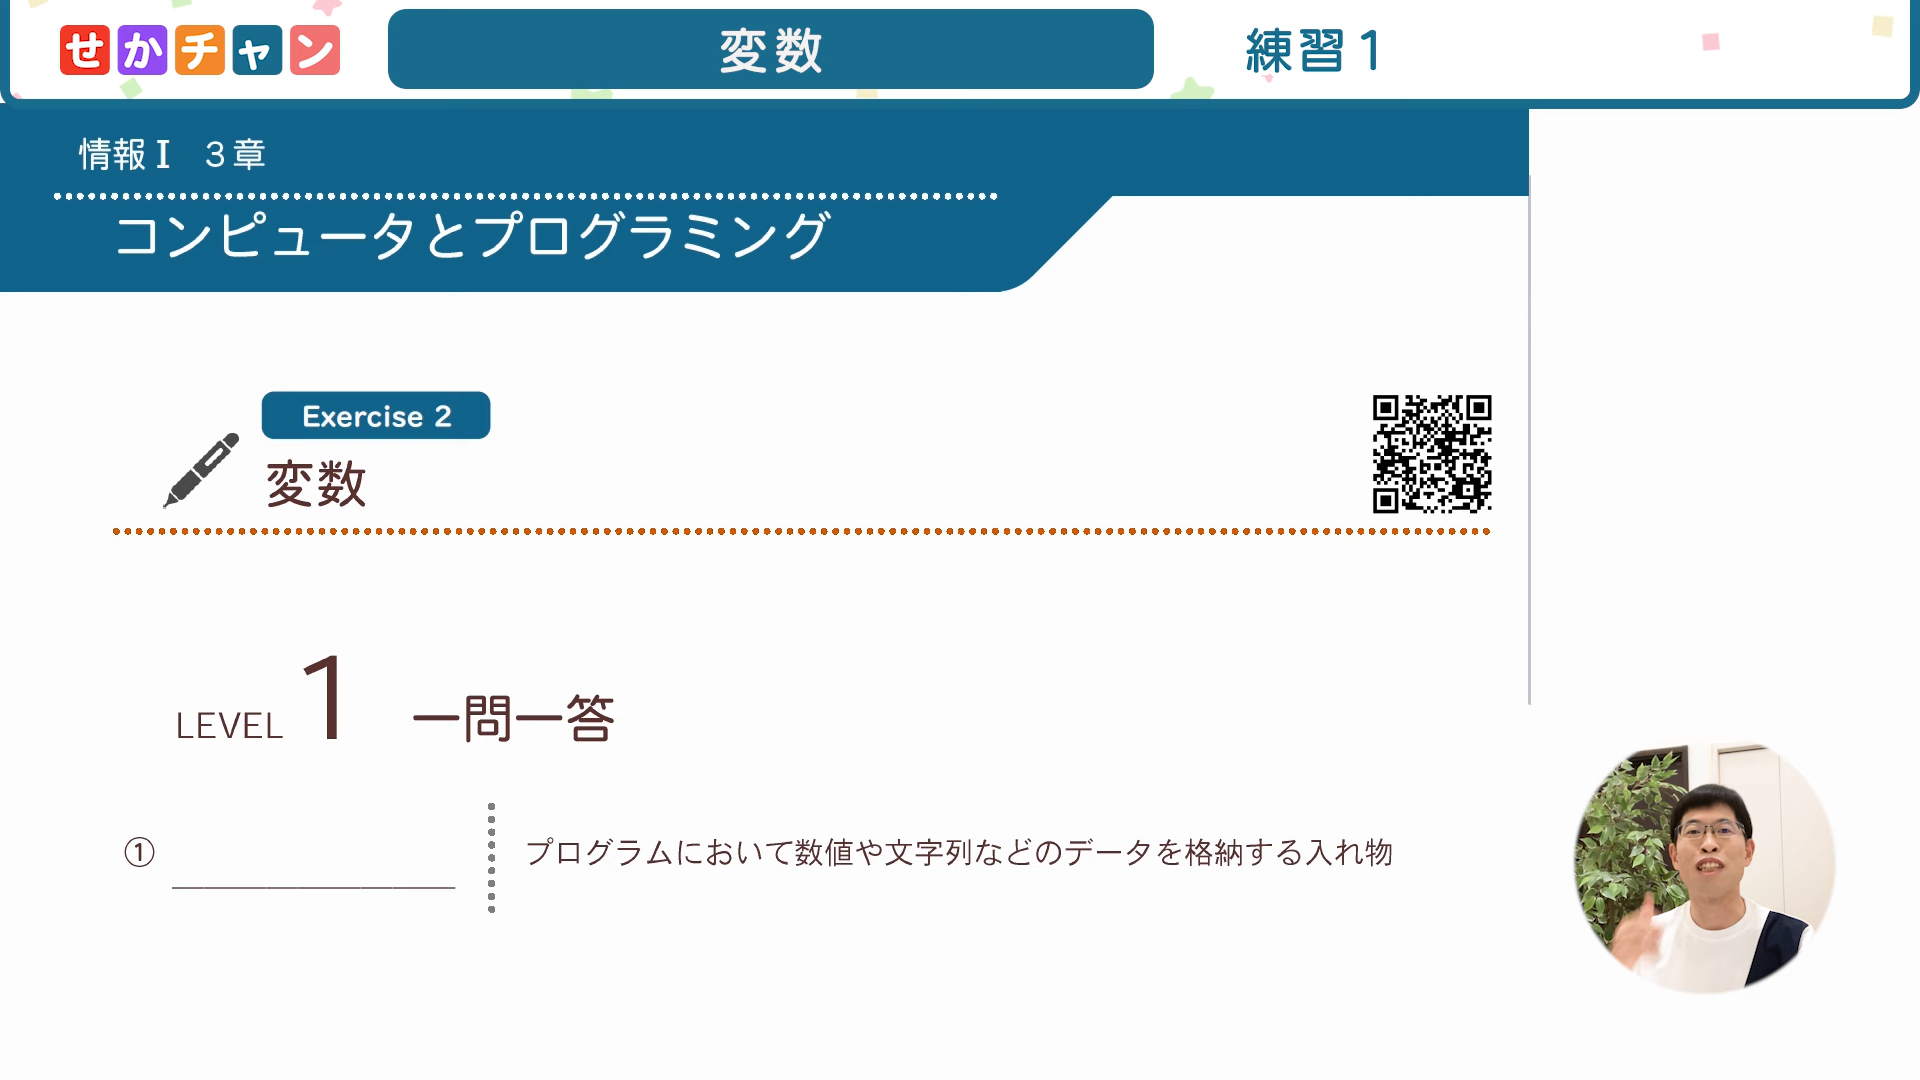 せかチャン
変数
練習1
情報Ⅰ 3章
コンピュータとプログラミング
Exercise 2
変数
LEVEL 1 一問一答
① プログラムにおいて数値や文字列などのデータを格納する入れ物